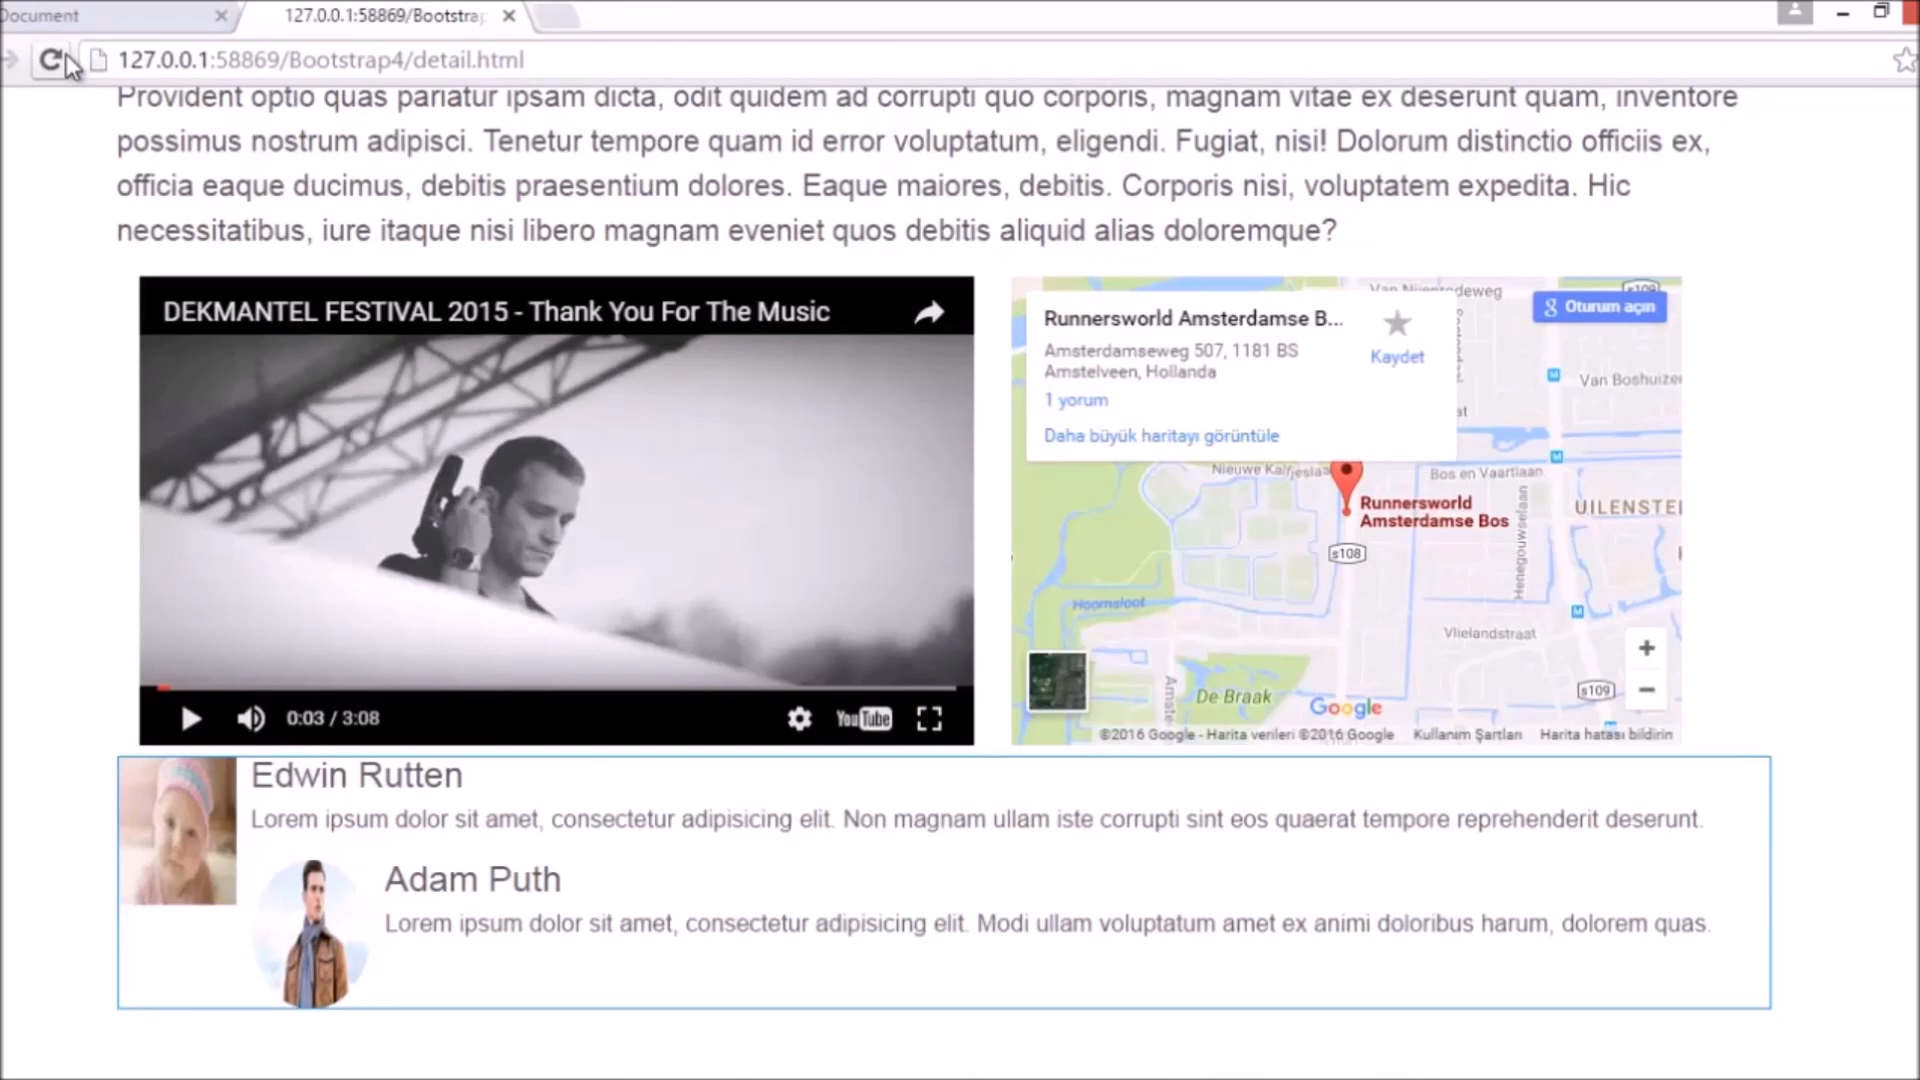 Document
127.0.0.1:58869/Bootstrap
127.0.0.1:58869/Bootstrap4/detail.html
Provident optio quas pariatur ipsam dicta, odit quidem ad corrupti quo corporis, magnam vitae ex deserunt quam, inventore
possimus nostrum adipisci. Tenetur tempore quam id error voluptatum, eligendi. Fugiat, nisi! Dolorum distinctio officiis ex,
officia eaque ducimus, debitis praesentium dolores. Eaque maiores, debitis. Corporis nisi, voluptatem expedita. Hic
necessitatibus, iure itaque nisi libero magnam eveniet quos debitis aliquid alias doloremque?
DEKMANTEL FESTIVAL 2015 - Thank You For The Music
0:03 / 3:08
YouTube
Runnersworld Amsterdamse B...
Amsterdamseweg 507, 1181 BS
Amstelveen, Hollanda
1 yorum
Daha büyük haritayı görüntüle
Kaydet
Oturum açın
s109
Van Boshuizen
Nieuwe Kalfjeslaa
Bos en Vaartlaan
Runnersworld
Amsterdamse Bos
UILENSTE
s108
Henegouwselaan
Hoornsloot
Vlielandstraat
De Braak
Amste
s109
Google
©2016 Google - Harita verileri ©2016 Google
Kullanım Şartları
Harita hatası bildirin
Edwin Rutten
Lorem ipsum dolor sit amet, consectetur adipisicing elit. Non magnam ullam iste corrupti sint eos quaerat tempore reprehenderit deserunt.
Adam Puth
Lorem ipsum dolor sit amet, consectetur adipisicing elit. Modi ullam voluptatum amet ex animi doloribus harum, dolorem quas.